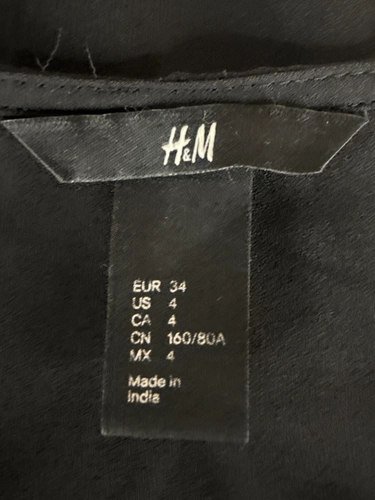 H&M
EUR 34
US 4
CA 4
CN 160/80A
MX 4
Made in
India